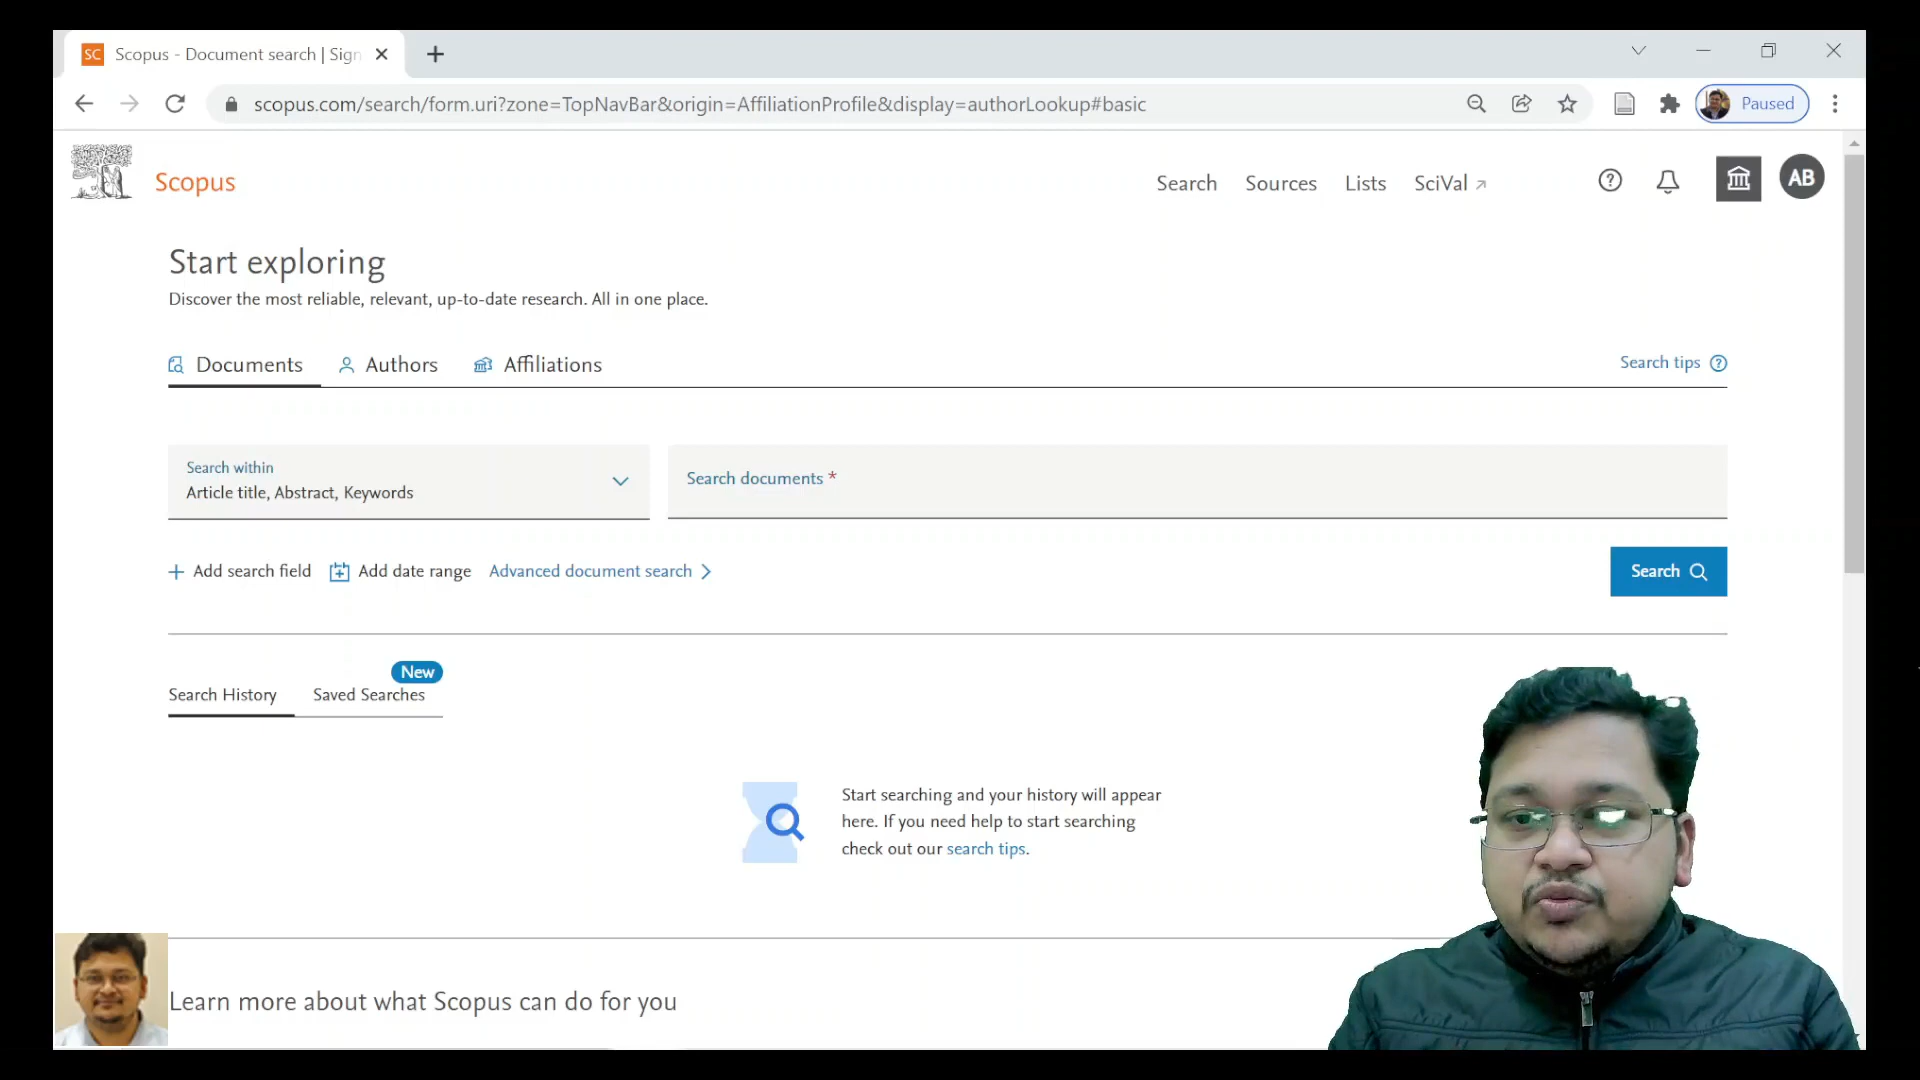 SC Scopus - Document search | Sign
scopus.com/search/form.uri?zone=TopNavBar&origin=AffiliationProfile&display=authorLookup#basic
Paused
Scopus
Search Sources Lists SciVal
AB
Start exploring
Discover the most reliable, relevant, up-to-date research. All in one place.
Documents Authors Affiliations
Search tips
Search within
Article title, Abstract, Keywords
Search documents *
Add search field Add date range Advanced document search
Search
New
Search History Saved Searches
Start searching and your history will appear
here. If you need help to start searching
check out our search tips.
Learn more about what Scopus can do for you